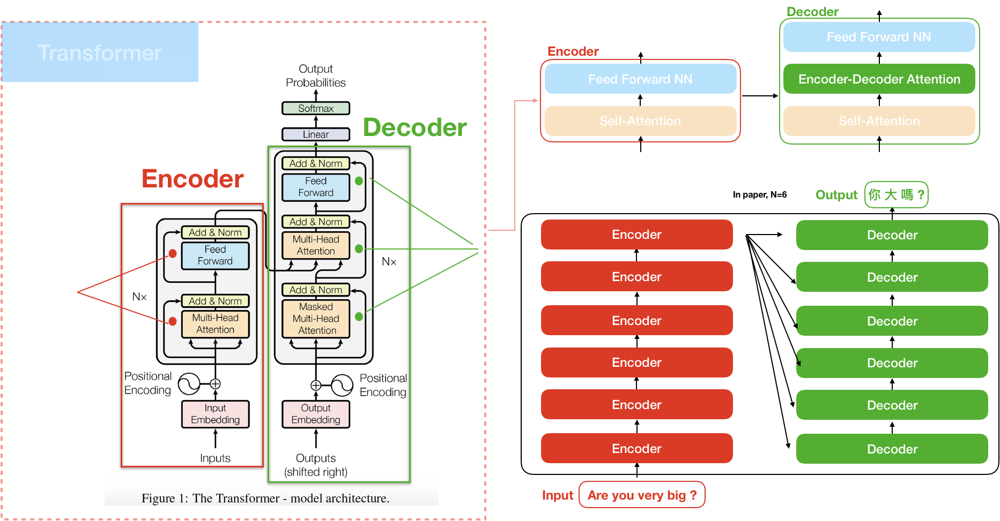 Transformer
Output
Probabilities
Softmax
Linear
Decoder
Add & Norm
Feed
Forward
Add & Norm
Multi-Head
Attention
N×
Add & Norm
Masked
Multi-Head
Attention
Positional
Encoding
Output
Embedding
Outputs
(shifted right)
Encoder
Add & Norm
Feed
Forward
N×
Add & Norm
Multi-Head
Attention
Positional
Encoding
Input
Embedding
Inputs
Figure 1: The Transformer - model architecture.
Encoder
Feed Forward NN
Self-Attention
Decoder
Feed Forward NN
Encoder-Decoder Attention
Self-Attention
In paper, N=6
Output 你 大 嗎 ?
Encoder
Encoder
Encoder
Encoder
Encoder
Encoder
Decoder
Decoder
Decoder
Decoder
Decoder
Decoder
Input Are you very big ?